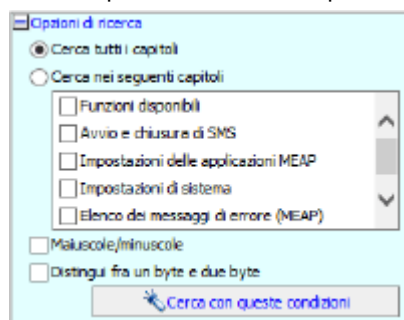 Opzioni di ricerca
Cerca tutti i capitoli
Cerca nei seguenti capitoli
Funzioni disponibili
Avvio e chiusura di SMS
Impostazioni delle applicazioni MEAP
Impostazioni di sistema
Elenco dei messaggi di errore (MEAP)
Maiuscole/minuscole
Distingui fra un byte e due byte
Cerca con queste condizioni